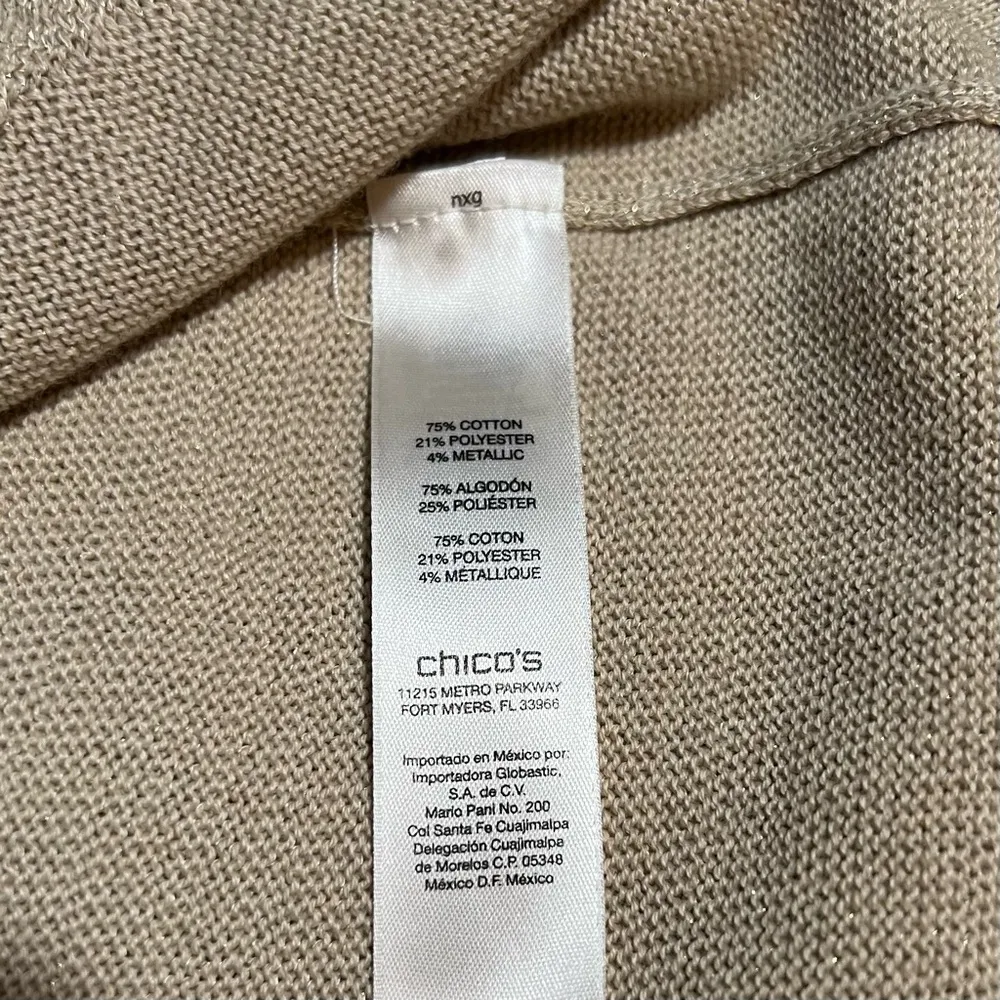 nxg
75% COTTON
21% POLYESTER
4% METALLIC
75% ALGODÓN
25% POLIÉSTER
75% COTON
21% POLYESTER
4% MÉTALLIQUE
chico's
11215 METRO PARKWAY
FORT MYERS, FL 33966
Importado en México por:
Importadora Globastic,
S.A. de C.V.
Mario Pani No. 200
Col Santa Fe Cuajimalpa
Delegación Cuajimalpa
de Morelos C.P. 05348
México D.F. México